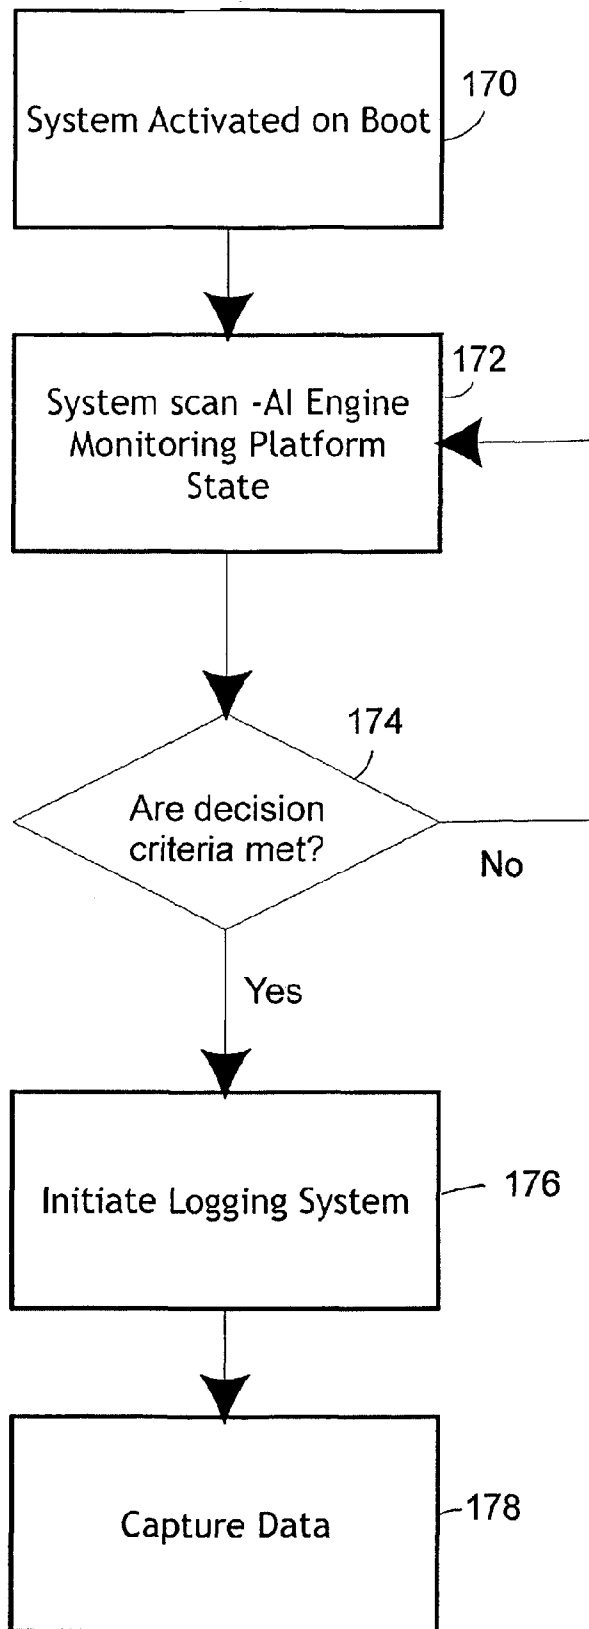 System Activated on Boot
170
172
System scan -AI Engine
Monitoring Platform
State
174
Are decision
criteria met?
No
Yes
Initiate Logging System
176
Capture Data
178